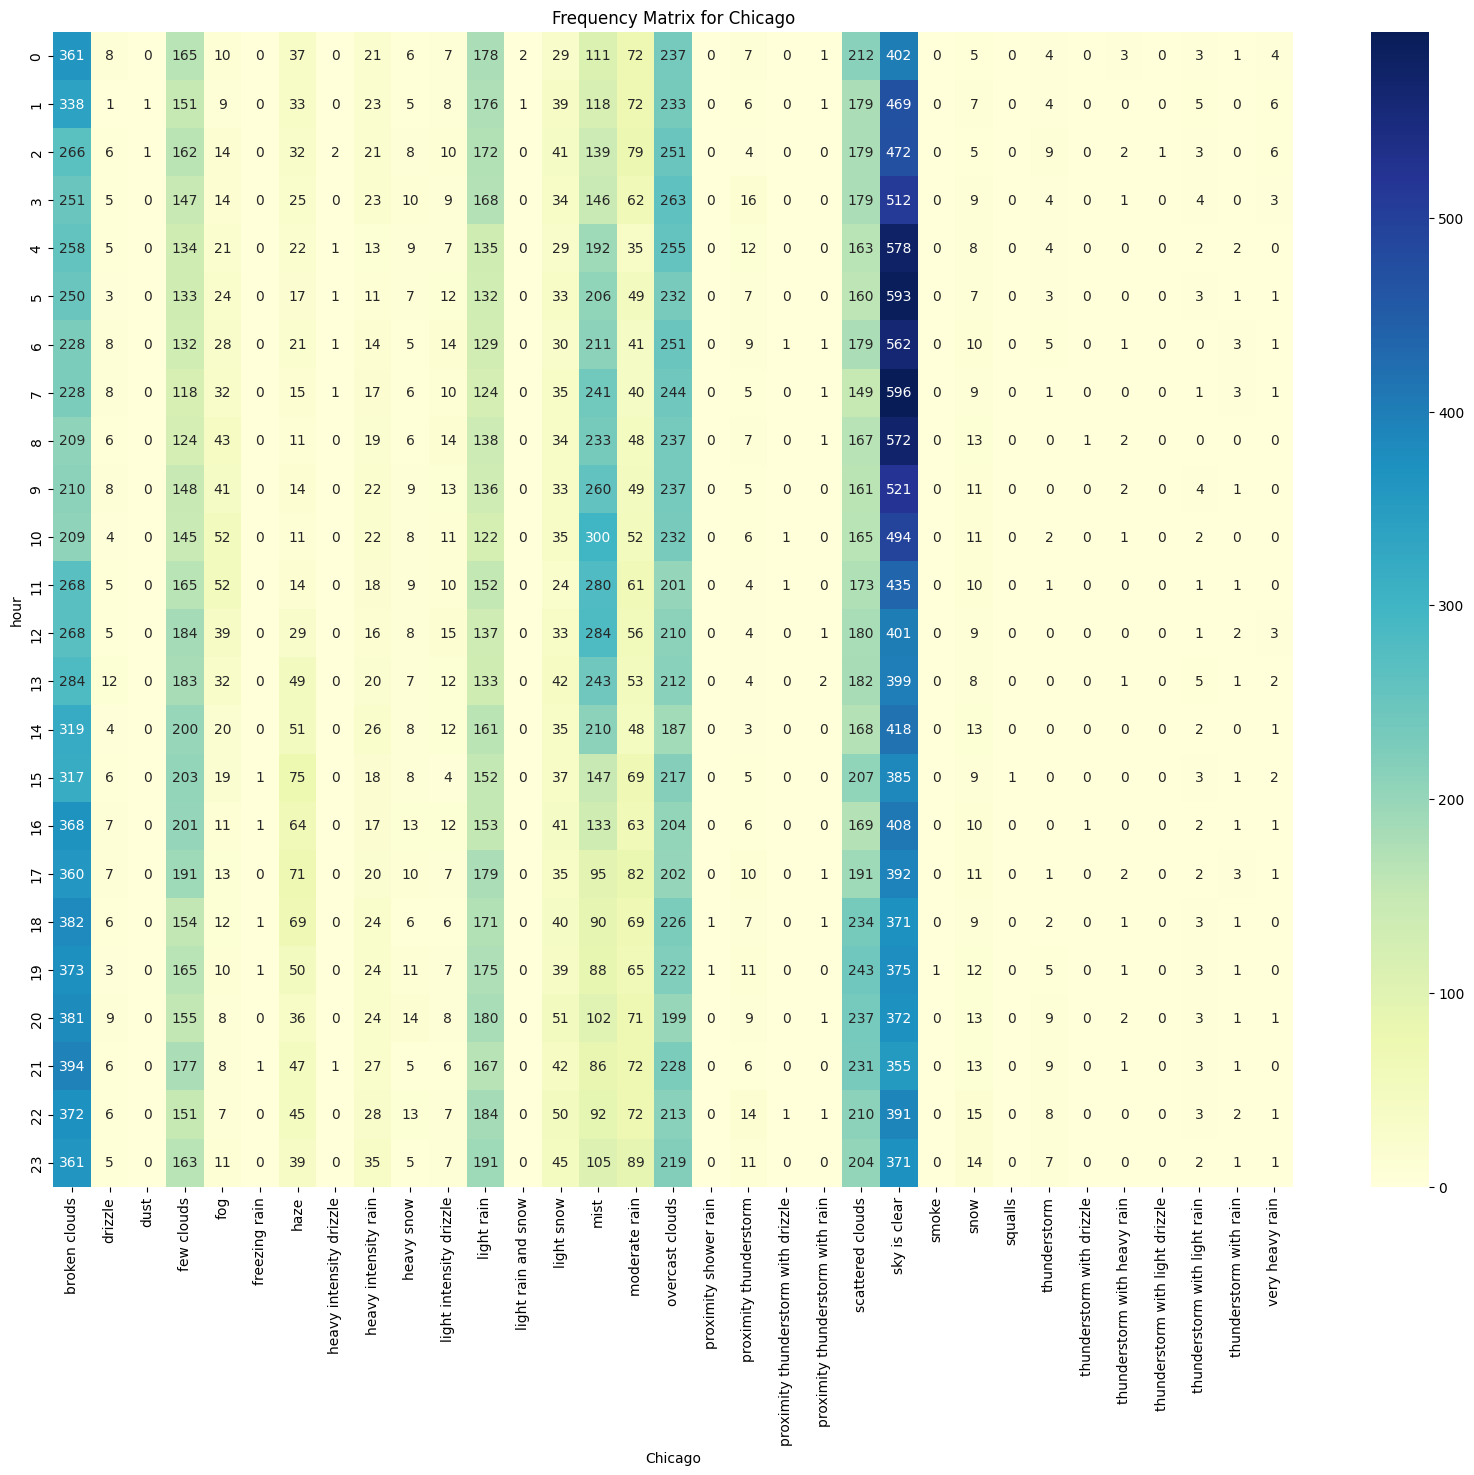 Frequency Matrix for Chicago
0 361 8 0 165 10 0 37 0 21 6 7 178 2 29 111 72 237 0 7 0 1 212 402 0 5 0 4 0 3 0 3 1 4
1 338 1 1 151 9 0 33 0 23 5 8 176 1 39 118 72 233 0 6 0 1 179 469 0 7 0 4 0 0 0 5 0 6
2 266 6 1 162 14 0 32 2 21 8 10 172 0 41 139 79 251 0 4 0 0 179 472 0 5 0 9 0 2 1 3 0 6
3 251 5 0 147 14 0 25 0 23 10 9 168 0 34 146 62 263 0 16 0 0 179 512 0 9 0 4 0 1 0 4 0 3
4 258 5 0 134 21 0 22 1 13 9 7 135 0 29 192 35 255 0 12 0 0 163 578 0 8 0 4 0 0 0 2 2 0
5 250 3 0 133 24 0 17 1 11 7 12 132 0 33 206 49 232 0 7 0 0 160 593 0 7 0 3 0 0 0 3 1 1
6 228 8 0 132 28 0 21 1 14 5 14 129 0 30 211 41 251 0 9 1 1 179 562 0 10 0 5 0 1 0 0 3 1
7 228 8 0 118 32 0 15 1 17 6 10 124 0 35 241 40 244 0 5 0 1 149 596 0 9 0 1 0 0 0 1 3 1
8 209 6 0 124 43 0 11 0 19 6 14 138 0 34 233 48 237 0 7 0 1 167 572 0 13 0 0 1 2 0 0 0 0
9 210 8 0 148 41 0 14 0 22 9 13 136 0 33 260 49 237 0 5 0 0 161 521 0 11 0 0 0 2 0 4 1 0
10 209 4 0 145 52 0 11 0 22 8 11 122 0 35 300 52 232 0 6 1 0 165 494 0 11 0 2 0 1 0 2 0 0
11 268 5 0 165 52 0 14 0 18 9 10 152 0 24 280 61 201 0 4 1 0 173 435 0 10 0 1 0 0 0 1 1 0
12 268 5 0 184 39 0 29 0 16 8 15 137 0 33 284 56 210 0 4 0 1 180 401 0 9 0 0 0 0 0 1 2 3
13 284 12 0 183 32 0 49 0 20 7 12 133 0 42 243 53 212 0 4 0 2 182 399 0 8 0 0 0 1 0 5 1 2
14 319 4 0 200 20 0 51 0 26 8 12 161 0 35 210 48 187 0 3 0 0 168 418 0 13 0 0 0 0 0 2 0 1
15 317 6 0 203 19 1 75 0 18 8 4 152 0 37 147 69 217 0 5 0 0 207 385 0 9 1 0 0 0 0 3 1 2
16 368 7 0 201 11 1 64 0 17 13 12 153 0 41 133 63 204 0 6 0 0 169 408 0 10 0 0 1 0 0 2 1 1
17 360 7 0 191 13 0 71 0 20 10 7 179 0 35 95 82 202 0 10 0 1 191 392 0 11 0 1 0 2 0 2 3 1
18 382 6 0 154 12 1 69 0 24 6 6 171 0 40 90 69 226 1 7 0 1 234 371 0 9 0 2 0 1 0 3 1 0
19 373 3 0 165 10 1 50 0 24 11 7 175 0 39 88 65 222 1 11 0 0 243 375 1 12 0 5 0 1 0 3 1 0
20 381 9 0 155 8 0 36 0 24 14 8 180 0 51 102 71 199 0 9 0 1 237 372 0 13 0 9 0 2 0 3 1 1
21 394 6 0 177 8 1 47 1 27 5 6 167 0 42 86 72 228 0 6 0 0 231 355 0 13 0 9 0 1 0 3 1 0
22 372 6 0 151 7 0 45 0 28 13 7 184 0 50 92 72 213 0 14 1 1 210 391 0 15 0 8 0 0 0 3 2 1
23 361 5 0 163 11 0 39 0 35 5 7 191 0 45 105 89 219 0 11 0 0 204 371 0 14 0 7 0 0 0 2 1 1
hour
broken clouds
drizzle
dust
few clouds
fog
freezing rain
haze
heavy intensity drizzle
heavy intensity rain
heavy snow
light intensity drizzle
light rain
light rain and snow
light snow
mist
moderate rain
overcast clouds
proximity shower rain
proximity thunderstorm
proximity thunderstorm with drizzle
proximity thunderstorm with rain
scattered clouds
sky is clear
smoke
snow
squalls
thunderstorm
thunderstorm with drizzle
thunderstorm with heavy rain
thunderstorm with light drizzle
thunderstorm with light rain
thunderstorm with rain
very heavy rain
Chicago
500
400
300
200
100
0